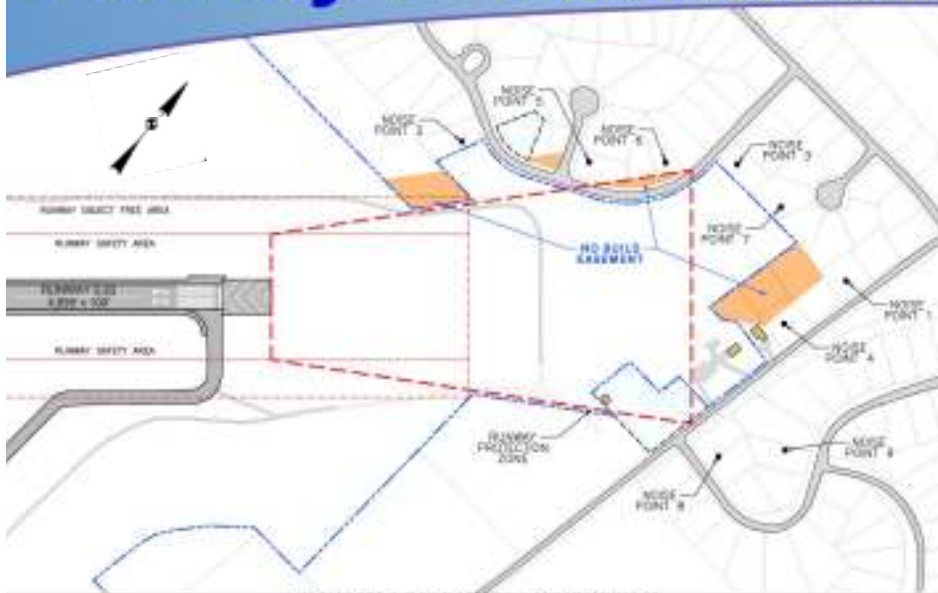 NOISE
POINT 5
NOISE
POINT 2
NOISE
POINT 6
NOISE
POINT 3
RUNWAY OBJECT FREE AREA
RUNWAY SAFETY AREA
NO BUILD
EASEMENT
NOISE
POINT 7
RUNWAY
NOISE
POINT 1
RUNWAY SAFETY AREA
NOISE
POINT 4
RUNWAY
PROTECTION
ZONE
NOISE
POINT
NOISE
POINT